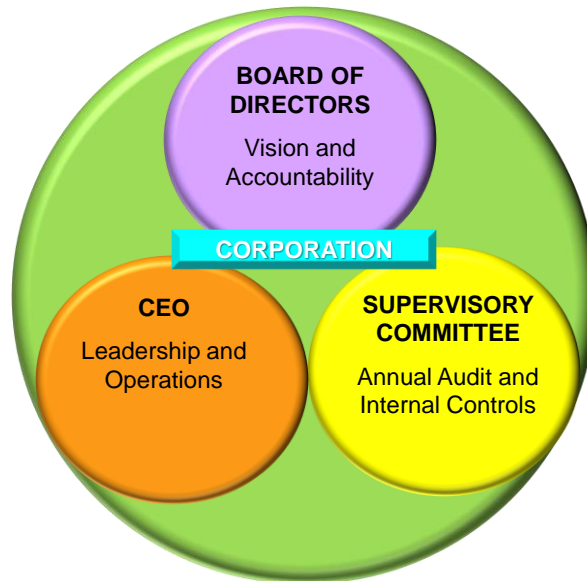 BOARD OF
DIRECTORS
Vision and
Accountability
CORPORATION
CEO
Leadership and
Operations
SUPERVISORY
COMMITTEE
Annual Audit and
Internal Controls